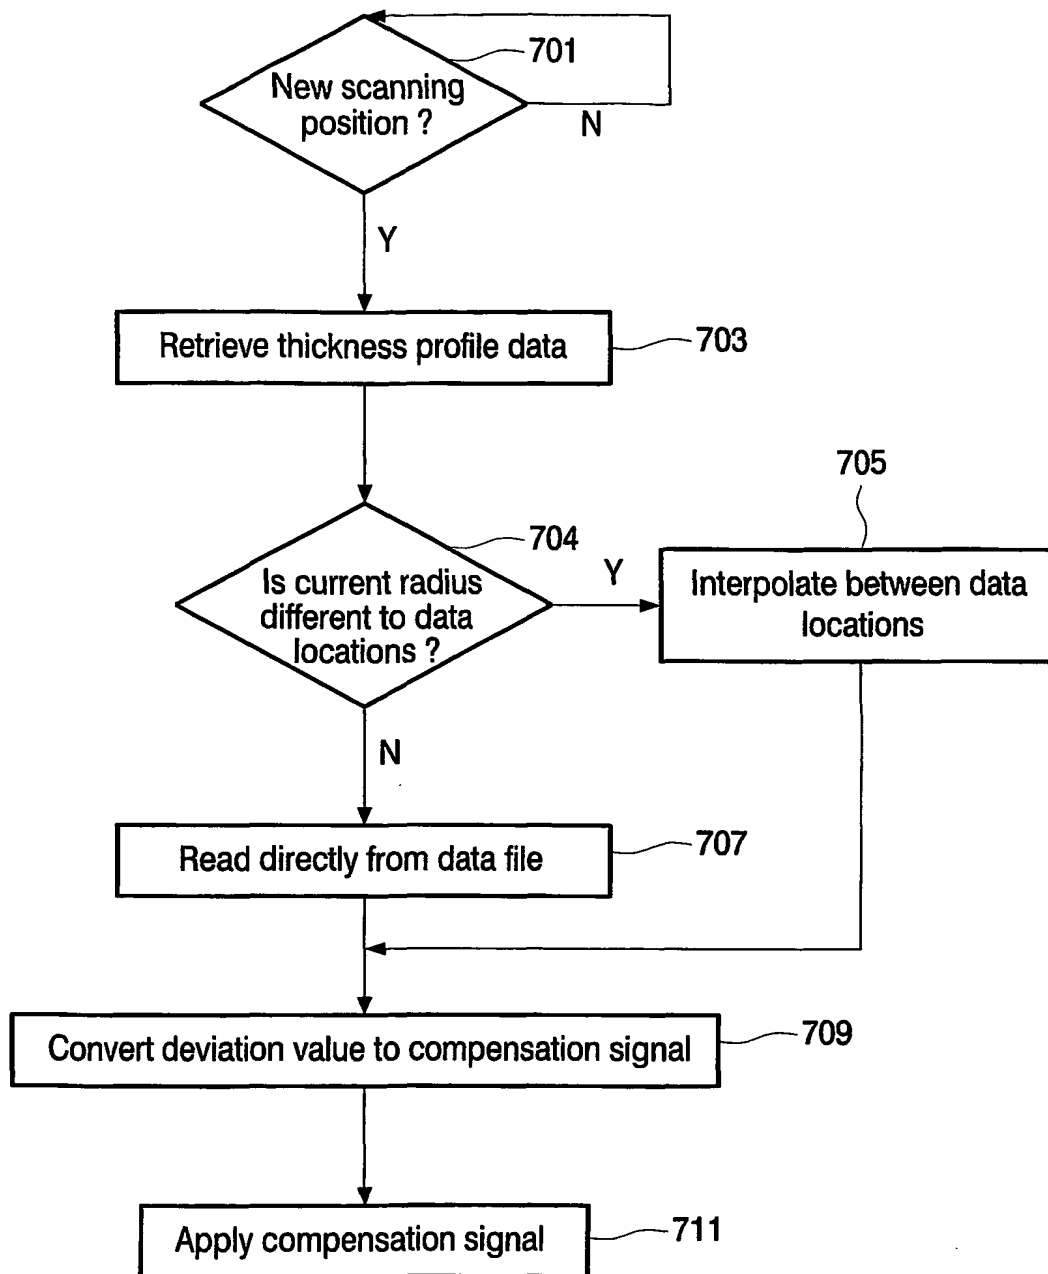 701
New scanning
position ?
N
Y
Retrieve thickness profile data
703
705
704
Is current radius
different to data
locations ?
Y
Interpolate between data
locations
N
Read directly from data file
707
Convert deviation value to compensation signal
709
Apply compensation signal
711